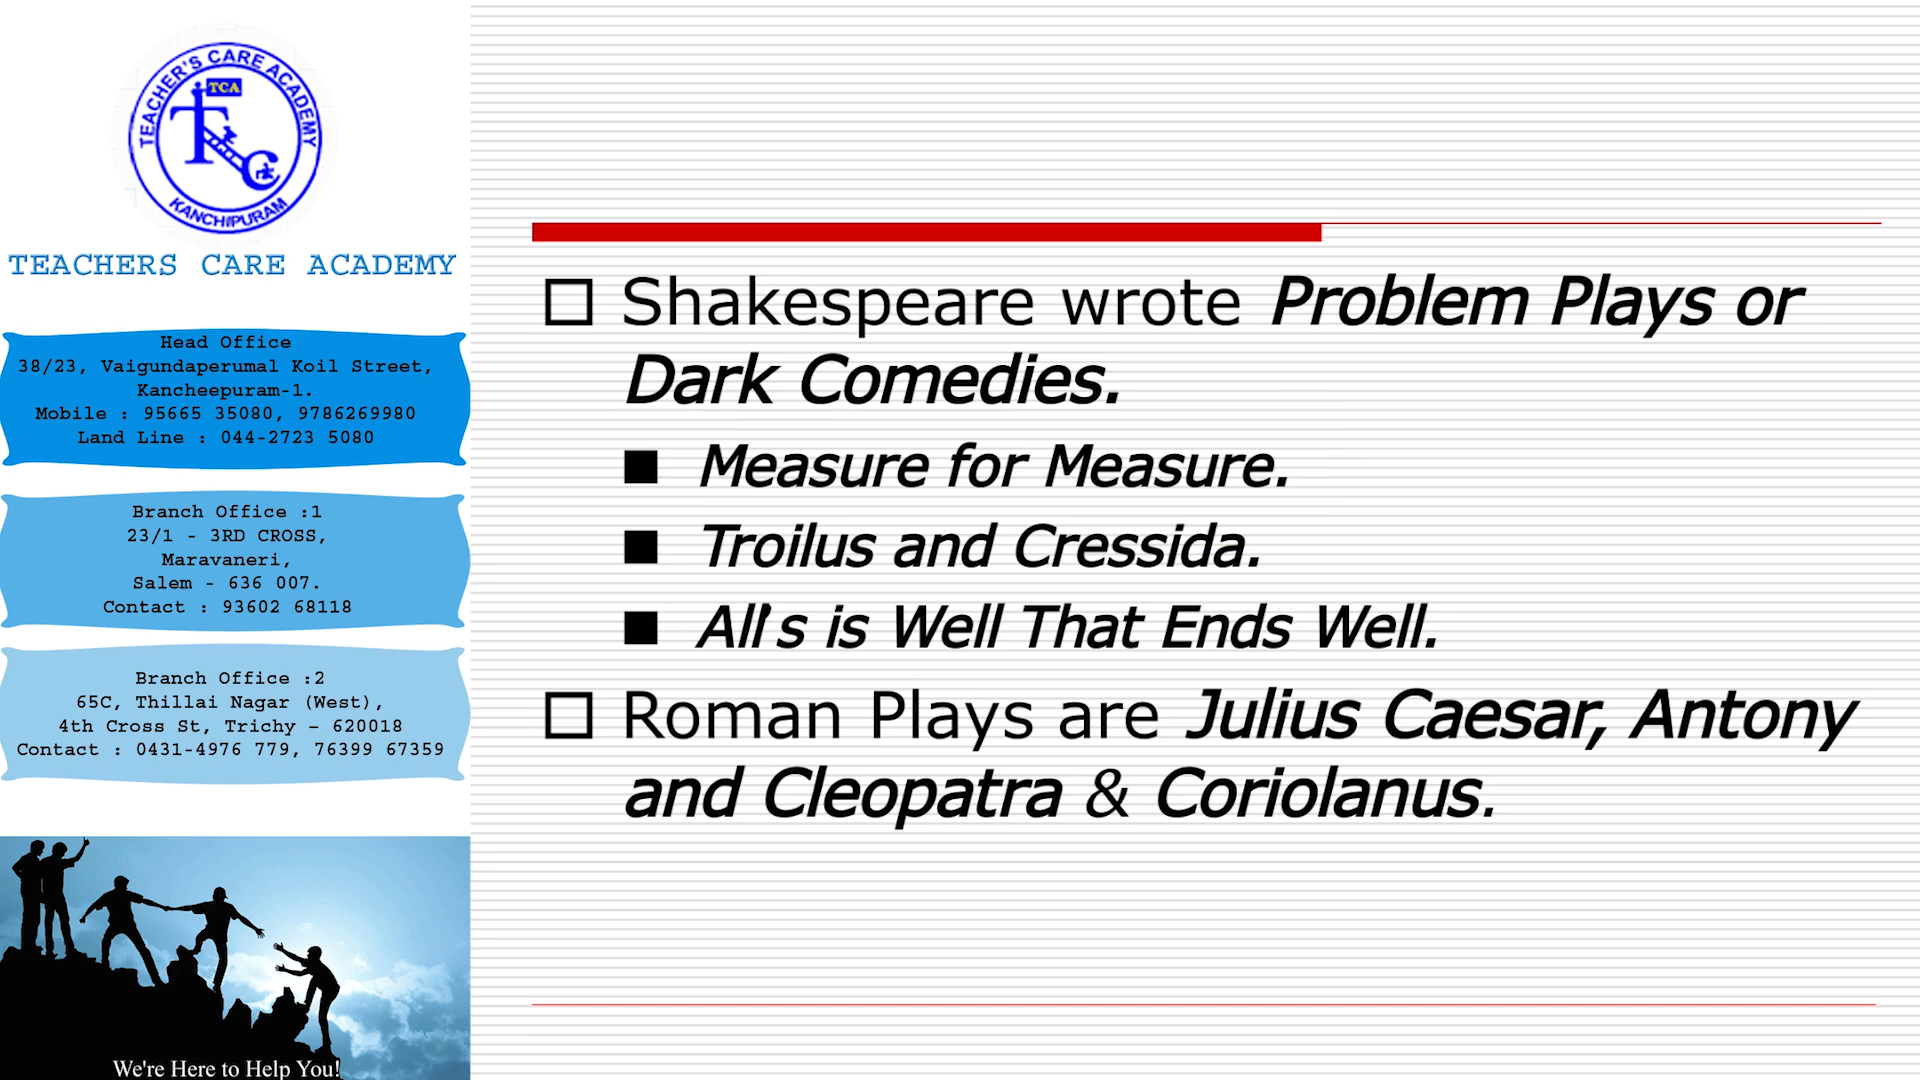 TEACHER'S CARE ACADEMY
TCA
KANCHIPURAM
TEACHERS CARE ACADEMY
Head Office
38/23, Vaigundaperumal Koil Street,
Kancheepuram-1.
Mobile : 95665 35080, 9786269980
Land Line : 044-2723 5080
Branch Office :1
23/1 - 3RD CROSS,
Maravaneri,
Salem - 636 007.
Contact : 93602 68118
Branch Office :2
65C, Thillai Nagar (West),
4th Cross St, Trichy – 620018
Contact : 0431-4976 779, 76399 67359
We're Here to Help You!
Shakespeare wrote Problem Plays or
Dark Comedies.
Measure for Measure.
Troilus and Cressida.
All's is Well That Ends Well.
Roman Plays are Julius Caesar, Antony
and Cleopatra & Coriolanus.